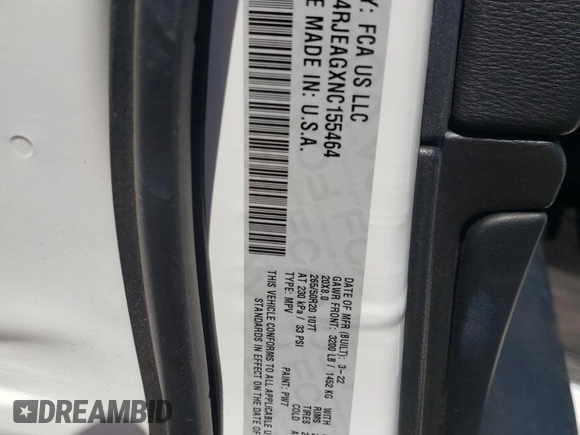 Y: FCA US LLC
4RJEAGXNC155464
E MADE IN: U.S.A.
DATE OF MFR (BUILT): 3-22
GAWR FRONT: 3200 LB / 1452 KG
20X8.0
265/50R20 107T
AT 230 kPa / 33 PSI
TYPE: MPV
PAINT: PW7
THIS VEHICLE CONFORMS TO ALL APPLICABLE
STANDARDS IN EFFECT ON THE DATE
RIMS
TIRES
COLD
DREAMBID